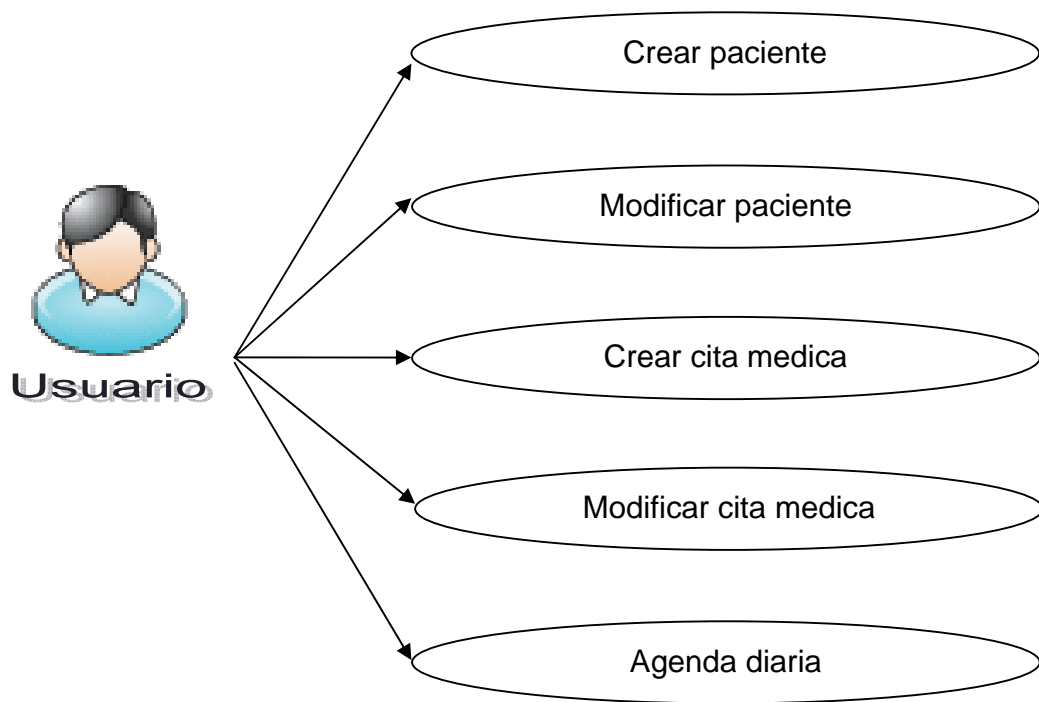 Crear paciente
Modificar paciente
Crear cita medica
Usuario
Modificar cita medica
Agenda diaria